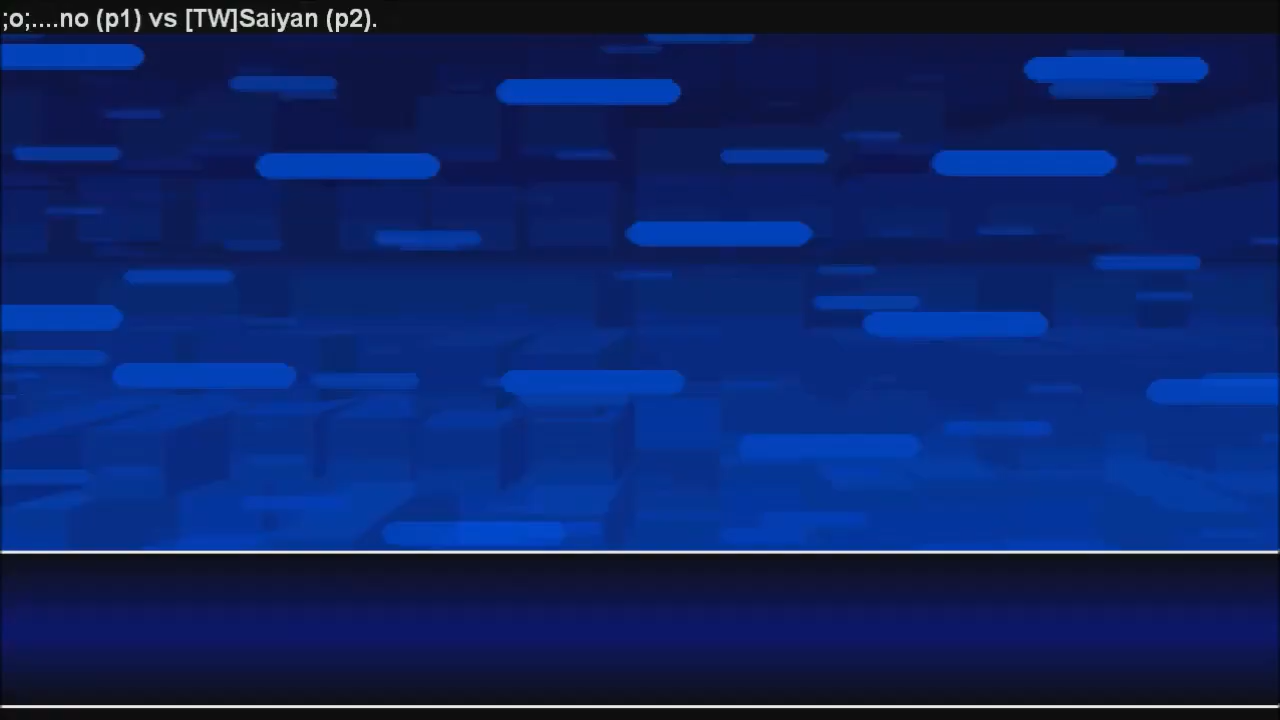 ;o;....no (p1) vs [TW]Saiyan (p2).